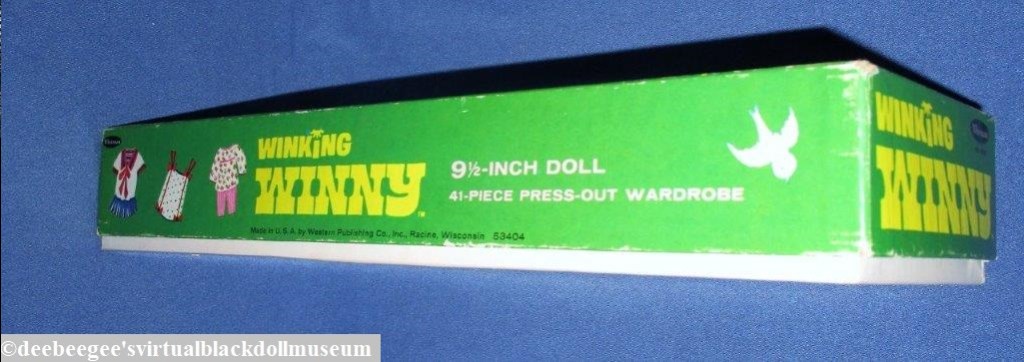 WINKING
WINNY
TM
9½-INCH DOLL
41-PIECE PRESS-OUT WARDROBE
Made in U.S.A. by Western Publishing Co., Inc., Racine, Wisconsin 53404
WINKING
WINNY
©deebeegee'svirtualblackdollmuseum